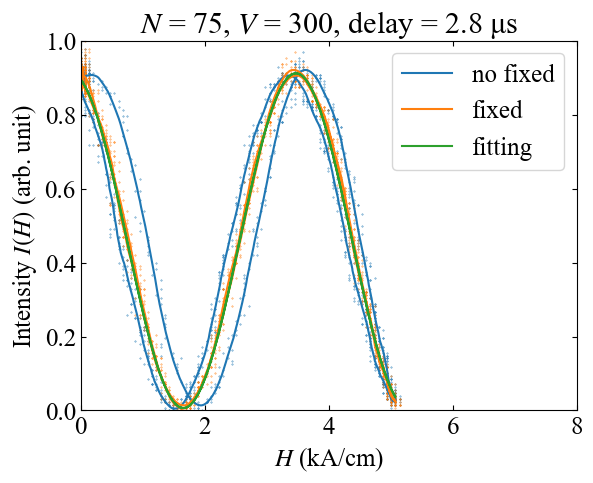 N = 75, V = 300, delay = 2.8 μs
Intensity I(H) (arb. unit)
1.0
0.8
0.6
0.4
0.2
0.0
no fixed
fixed
fitting
0 2 4 6 8
H (kA/cm)